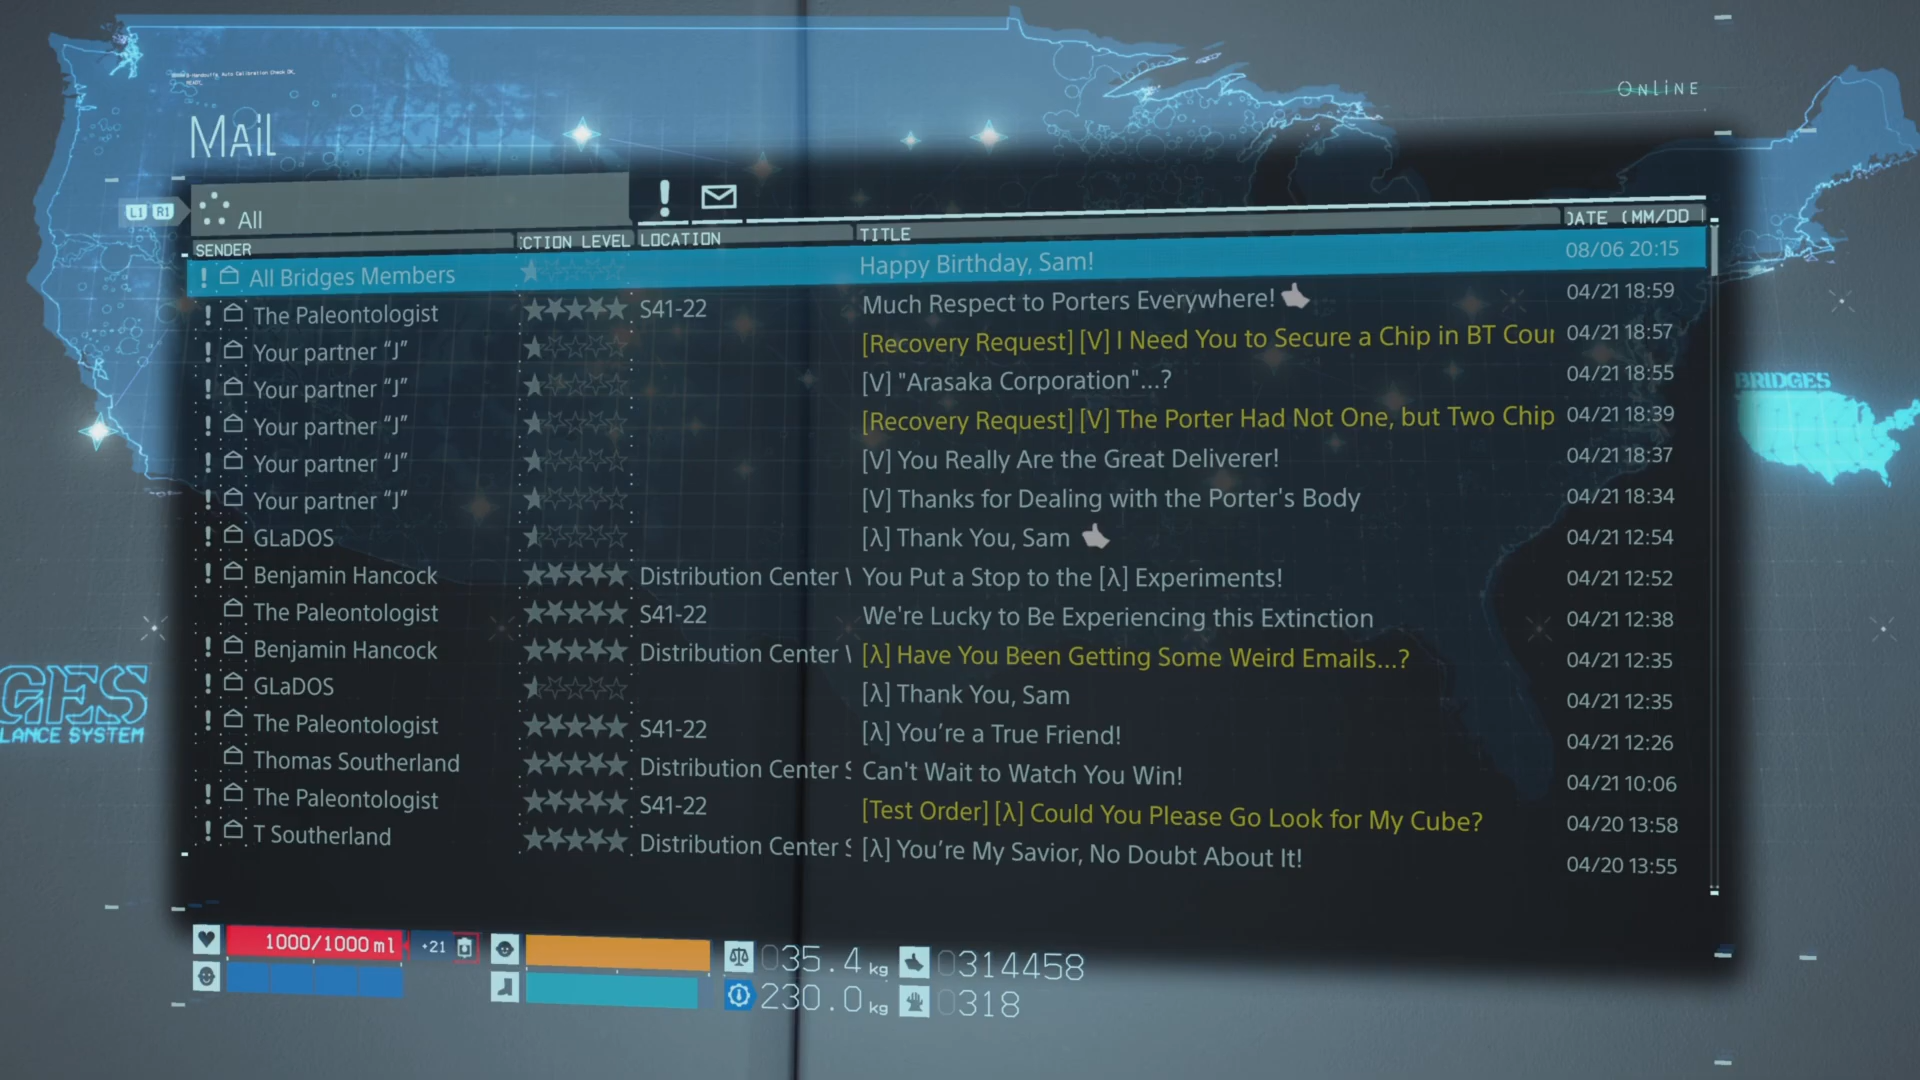 Q-Handcuffs Auto Calibration Check OK.
READY.
Online
Mail
L1 R1 All
SENDER CTION LEVEL LOCATION TITLE DATE (MM/DD
! All Bridges Members Happy Birthday, Sam! 08/06 20:15
! The Paleontologist S41-22 Much Respect to Porters Everywhere! 04/21 18:59
! Your partner “J” [Recovery Request] [V] I Need You to Secure a Chip in BT Cour 04/21 18:57
! Your partner “J” [V] "Arasaka Corporation"...? 04/21 18:55
! Your partner “J” [Recovery Request] [V] The Porter Had Not One, but Two Chip 04/21 18:39
! Your partner “J” [V] You Really Are the Great Deliverer! 04/21 18:37
! Your partner “J” [V] Thanks for Dealing with the Porter's Body 04/21 18:34
! GLaDOS [λ] Thank You, Sam 04/21 12:54
! Benjamin Hancock Distribution Center \ You Put a Stop to the [λ] Experiments! 04/21 12:52
The Paleontologist S41-22 We're Lucky to Be Experiencing this Extinction 04/21 12:38
! Benjamin Hancock Distribution Center \ [λ] Have You Been Getting Some Weird Emails...? 04/21 12:35
! GLaDOS [λ] Thank You, Sam 04/21 12:35
! The Paleontologist S41-22 [λ] You’re a True Friend! 04/21 12:26
Thomas Southerland Distribution Center S Can't Wait to Watch You Win! 04/21 10:06
! The Paleontologist S41-22 [Test Order] [λ] Could You Please Go Look for My Cube? 04/20 13:58
! T Southerland Distribution Center S [λ] You’re My Savior, No Doubt About It! 04/20 13:55
BRIDGES
GES
LANCE SYSTEM
1000/1000 ml +21 035.4 kg 0314458
230.0 kg 0318